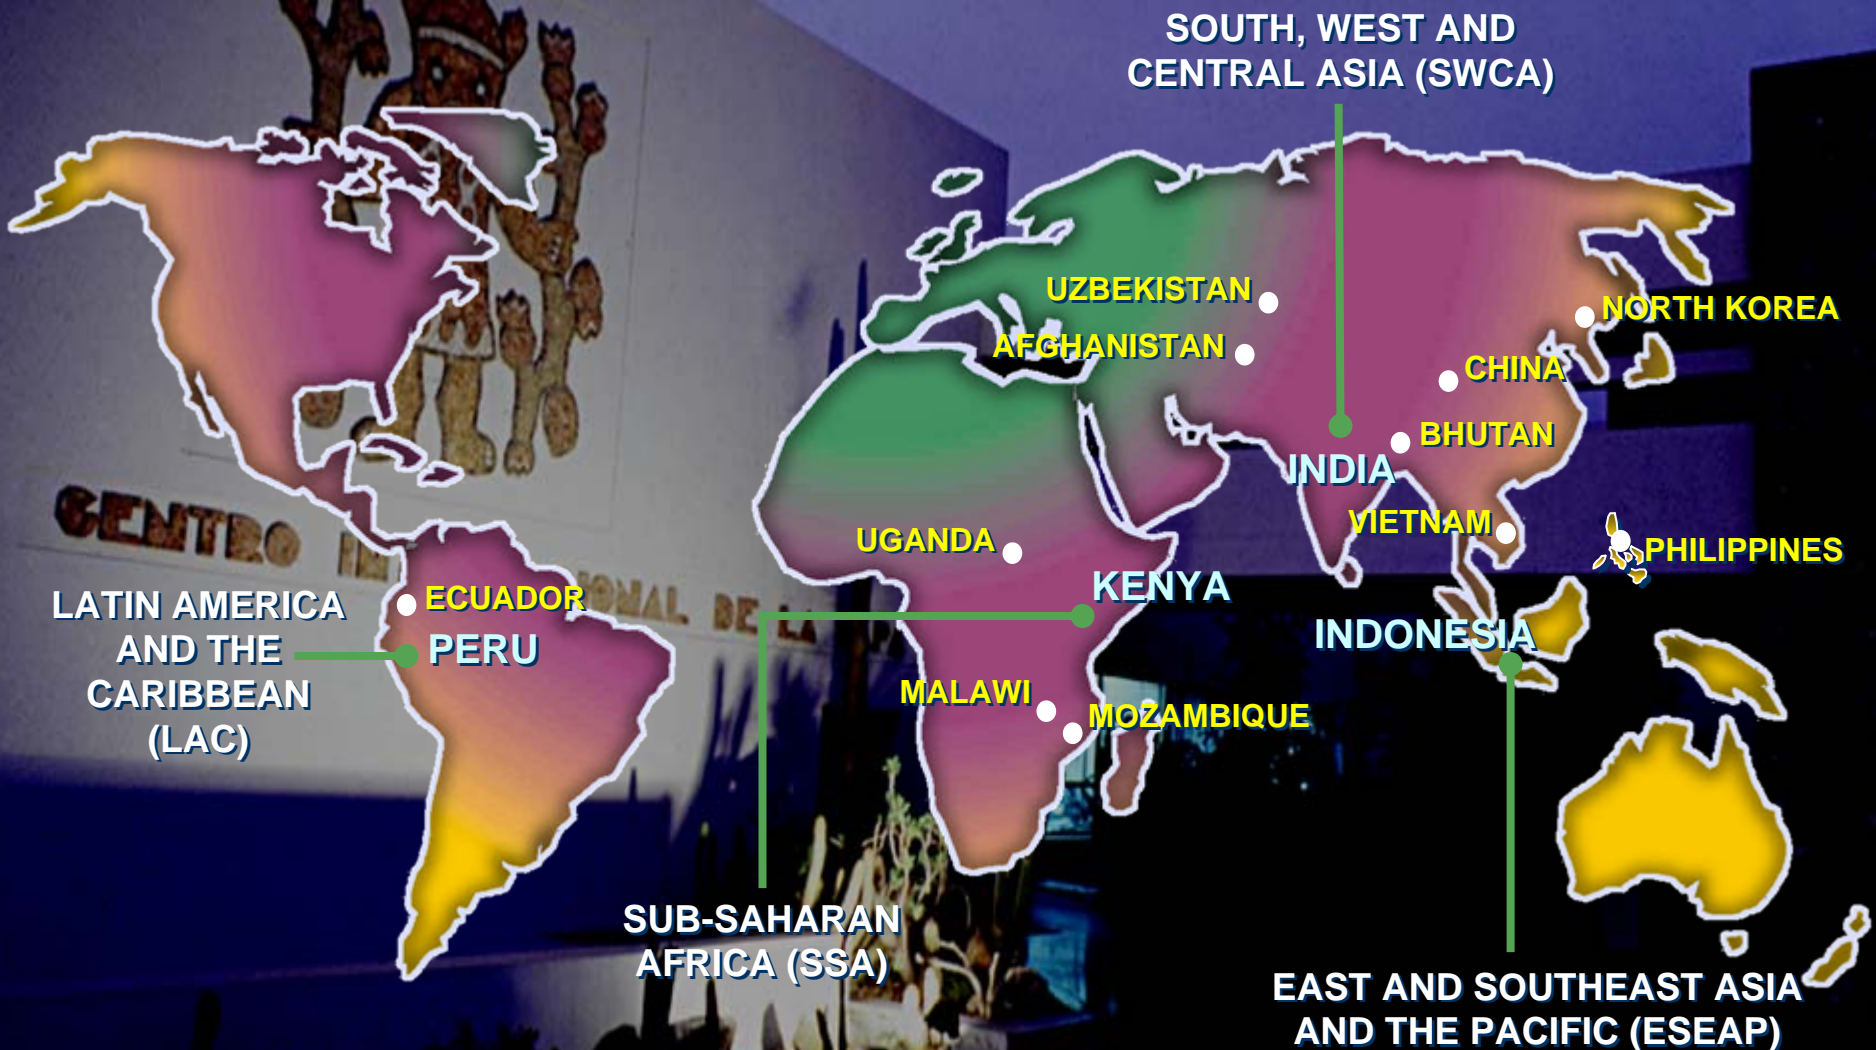 SOUTH, WEST AND
CENTRAL ASIA (SWCA)
UZBEKISTAN
NORTH KOREA
AFGHANISTAN
CHINA
BHUTAN
INDIA
VIETNAM
UGANDA
PHILIPPINES
KENYA
ECUADOR
LATIN AMERICA
AND THE
CARIBBEAN
(LAC)
PERU
INDONESIA
MALAWI
MOZAMBIQUE
SUB-SAHARAN
AFRICA (SSA)
EAST AND SOUTHEAST ASIA
AND THE PACIFIC (ESEAP)
CENTRO DE LA